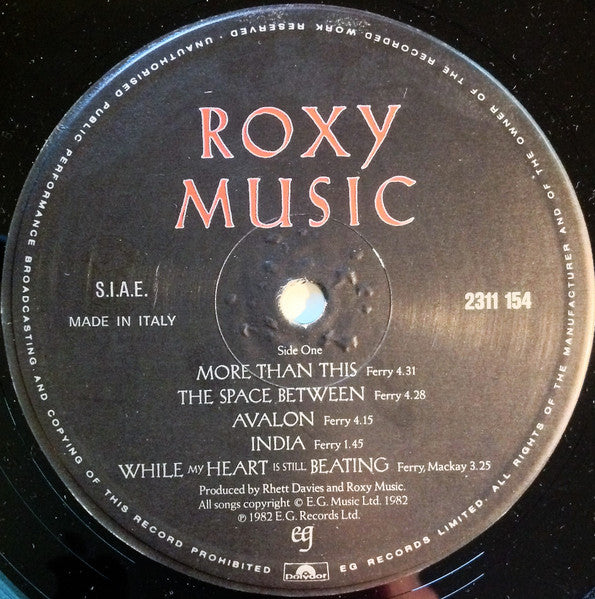 ROXY
MUSIC
S.I.A.E.
MADE IN ITALY
2311 154
Side One
MORE THAN THIS Ferry 4.31
THE SPACE BETWEEN Ferry 4.28
AVALON Ferry 4.15
INDIA Ferry 1.45
WHILE MY HEART IS STILL BEATING Ferry, Mackay 3.25
Produced by Rhett Davies and Roxy Music.
All songs copyright © E.G. Music Ltd. 1982
℗ 1982 E.G. Records Ltd.
eg
Polydor
EG RECORDS LIMITED. ALL RIGHTS OF THE MANUFACTURER AND OF THE OWNER OF THE RECORDED WORK RESERVED · UNAUTHORISED PUBLIC PERFORMANCE BROADCASTING AND COPYING OF THIS RECORD PROHIBITED